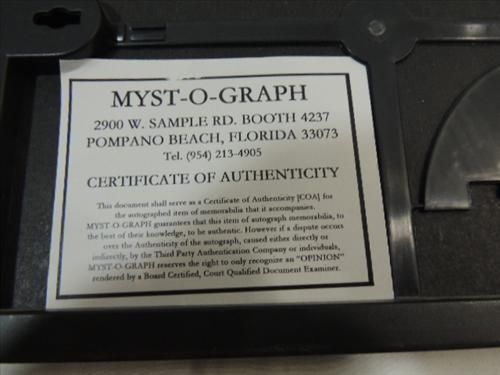 MYST-O-GRAPH
2900 W. SAMPLE RD. BOOTH 4237
POMPANO BEACH, FLORIDA 33073
Tel. (954) 213-4905
CERTIFICATE OF AUTHENTICITY
This document shall serve as a Certificate of Authenticity [COA] for
the autographed item of memorabilia that it accompanies.
MYST-O-GRAPH guarantees that this item of autograph memorabilia, to
the best of their knowledge, to be authentic. However if a dispute occurs
over the Authenticity of the autograph, caused either directly or
indirectly, by the Third Party Authentication Company or individuals,
MYST-O-GRAPH reserves the right to only recognize an "OPINION"
rendered by a Board Certified, Court Qualified Document Examiner.